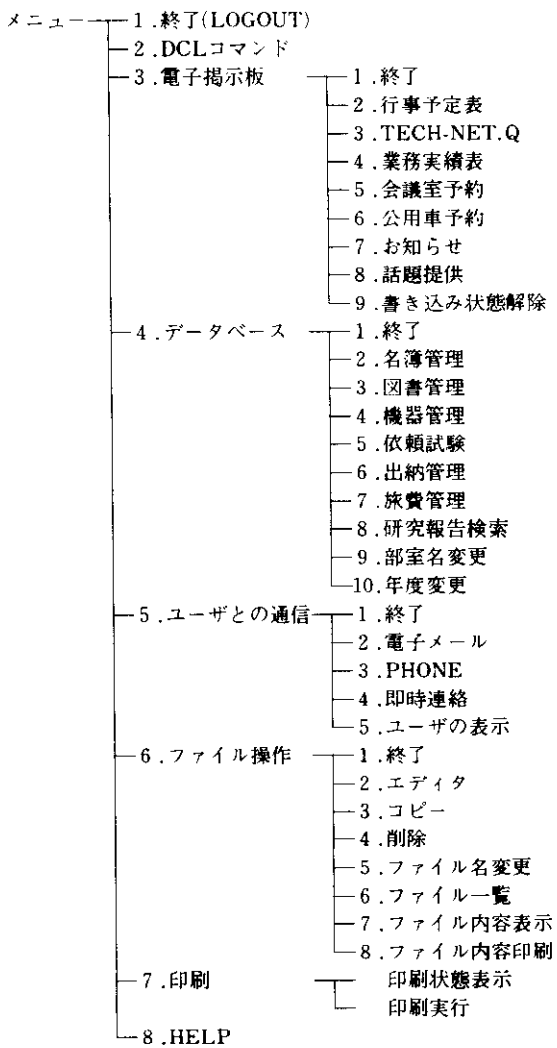 メニュー 1.終了(LOGOUT)
2.DCLコマンド
3.電子掲示板 1.終了
2.行事予定表
3.TECH-NET.Q
4.業務実績表
5.会議室予約
6.公用車予約
7.お知らせ
8.話題提供
9.書き込み状態解除
4.データベース 1.終了
2.名簿管理
3.図書管理
4.機器管理
5.依頼試験
6.出納管理
7.旅費管理
8.研究報告検索
9.部室名変更
10.年度変更
5.ユーザとの通信 1.終了
2.電子メール
3.PHONE
4.即時連絡
5.ユーザの表示
6.ファイル操作 1.終了
2.エディタ
3.コピー
4.削除
5.ファイル名変更
6.ファイル一覧
7.ファイル内容表示
8.ファイル内容印刷
7.印刷 印刷状態表示
印刷実行
8.HELP